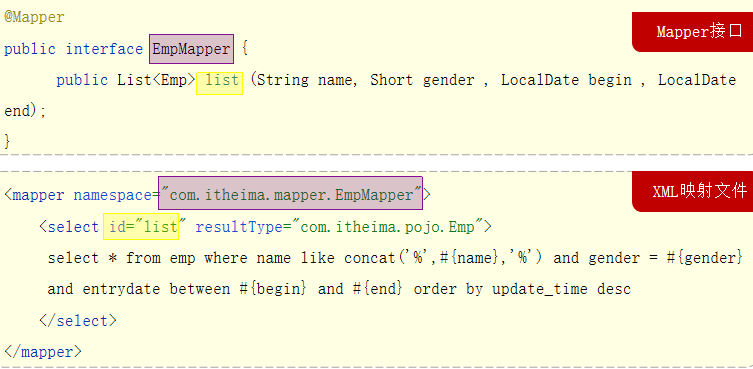 @Mapper
Mapper接口
public interface EmpMapper {
public List<Emp> list (String name, Short gender , LocalDate begin , LocalDate
end);
}
<mapper namespace="com.itheima.mapper.EmpMapper">
XML映射文件
<select id="list" resultType="com.itheima.pojo.Emp">
select * from emp where name like concat('%',#{name},'%') and gender = #{gender}
and entrydate between #{begin} and #{end} order by update_time desc
</select>
</mapper>